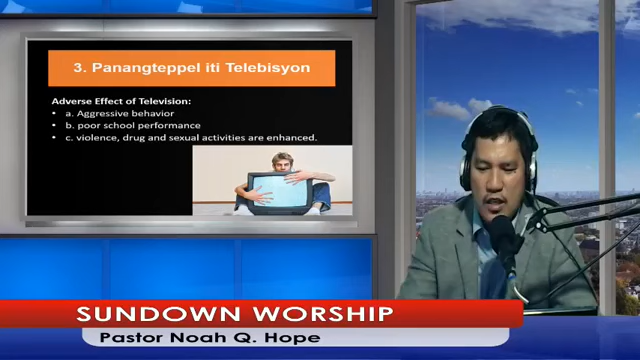 3. Panangteppel iti Telebisyon
Adverse Effect of Television:
• a. Aggressive behavior
• b. poor school performance
• c. violence, drug and sexual activities are enhanced.
SUNDOWN WORSHIP
Pastor Noah Q. Hope